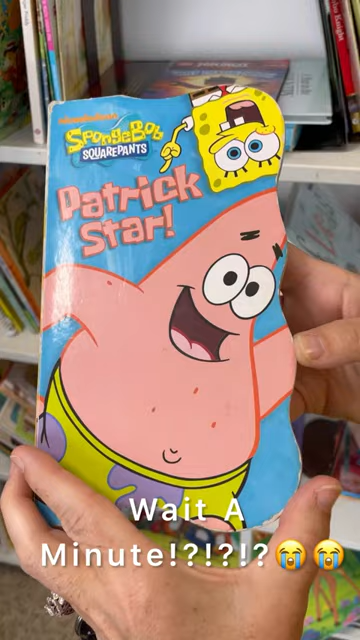 nickelodeon
SpongeBob
SQUAREPANTS
Patrick
Star!
Wait A
Minute!?!?!?😭😭